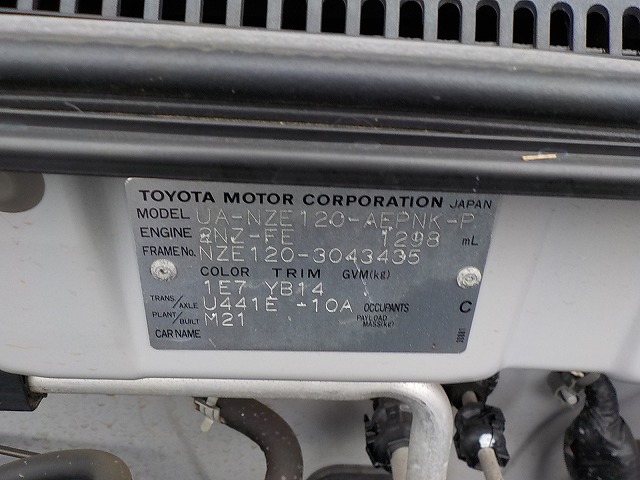 TOYOTA MOTOR CORPORATION JAPAN
MODEL UA-NZE120-AEPNK-P
ENGINE 2NZ-FE 1298 mL
FRAME No. NZE120-3043435
COLOR TRIM GVM(kg)
1E7 YB14
TRANS./AXLE U441E -10A OCCUPANTS C
PLANT/BUILT M21 PAYLOAD MASS(kg)
CAR NAME